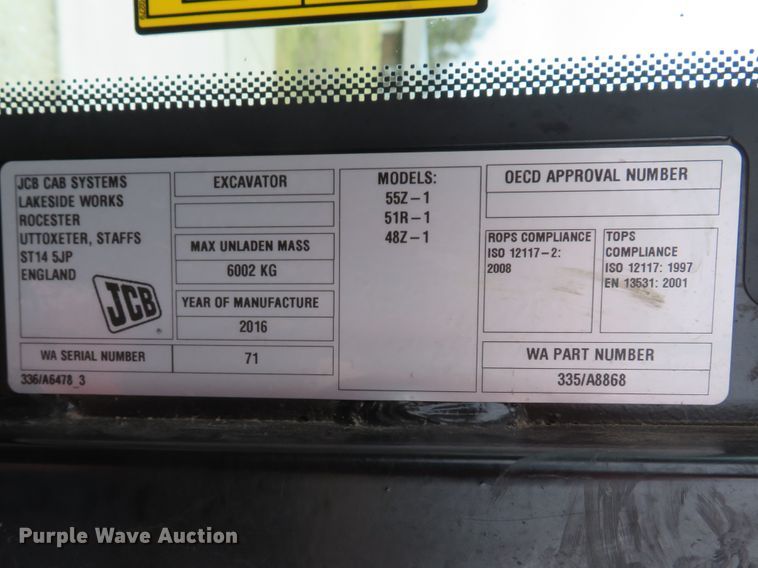 JCB CAB SYSTEMS
LAKESIDE WORKS
ROCESTER
UTTOXETER, STAFFS
ST14 5JP
ENGLAND
JCB
WA SERIAL NUMBER
336/A6478_3
EXCAVATOR
MAX UNLADEN MASS
6002 KG
YEAR OF MANUFACTURE
2016
71
MODELS:
55Z-1
51R-1
48Z-1
OECD APPROVAL NUMBER
ROPS COMPLIANCE
ISO 12117-2:
2008
TOPS
COMPLIANCE
ISO 12117: 1997
EN 13531: 2001
WA PART NUMBER
335/A8868
Purple Wave Auction